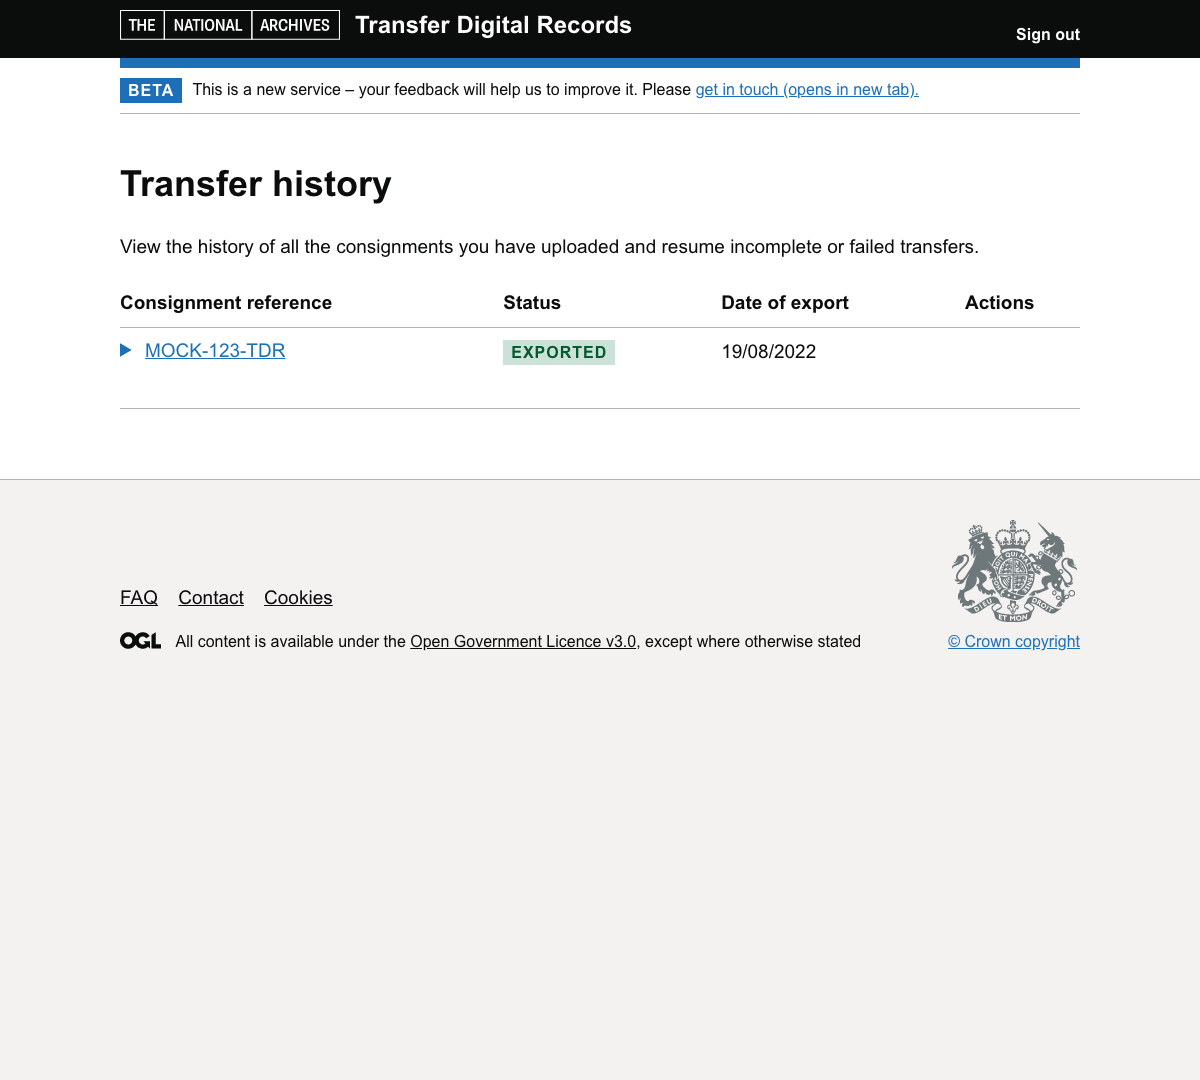 THE NATIONAL ARCHIVES Transfer Digital Records
Sign out
BETA This is a new service – your feedback will help us to improve it. Please get in touch (opens in new tab).
Transfer history
View the history of all the consignments you have uploaded and resume incomplete or failed transfers.
Consignment reference Status Date of export Actions
MOCK-123-TDR EXPORTED 19/08/2022
FAQ Contact Cookies
OGL All content is available under the Open Government Licence v3.0, except where otherwise stated
DIEU ET MON DROIT
© Crown copyright